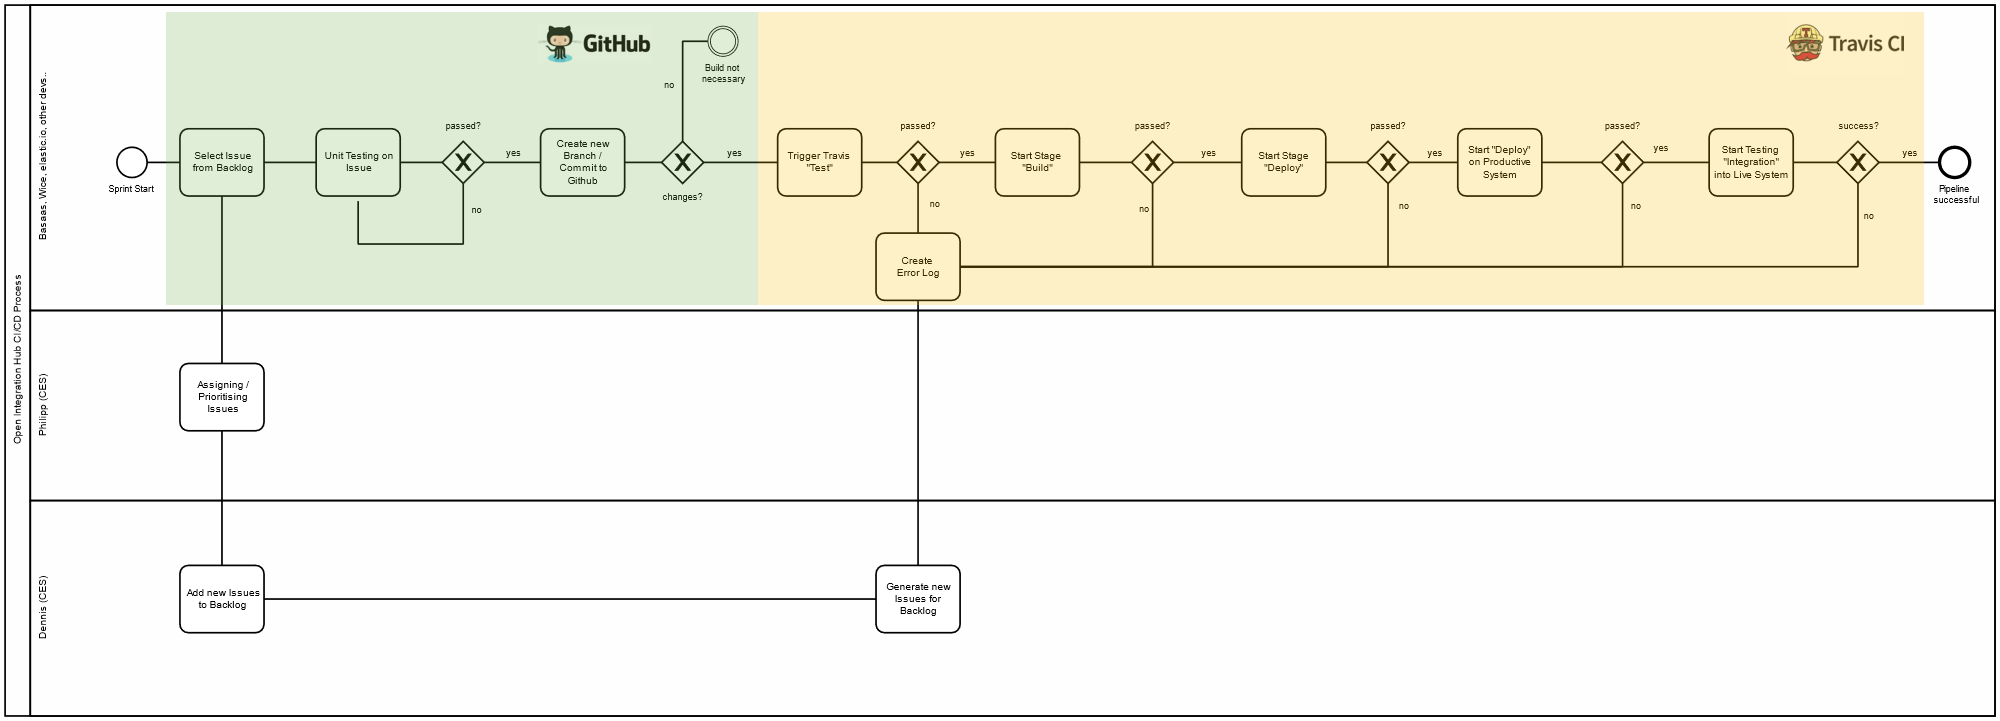 Open Integration Hub CI/CD Process
Basaas, Wice, elastic.io, other devs..
GitHub
Travis CI
Sprint Start
Select Issue
from Backlog
Unit Testing on
Issue
passed?
yes
no
Create new
Branch /
Commit to
Github
changes?
no
Build not
necessary
yes
Trigger Travis
"Test"
passed?
yes
no
Start Stage
"Build"
passed?
yes
no
Start Stage
"Deploy"
passed?
yes
no
Start "Deploy"
on Productive
System
passed?
yes
no
Start Testing
"Integration"
into Live System
success?
yes
no
Pipeline
successful
Create
Error Log
Philipp (CES)
Assigning /
Prioritising
Issues
Dennis (CES)
Add new Issues
to Backlog
Generate new
Issues for
Backlog